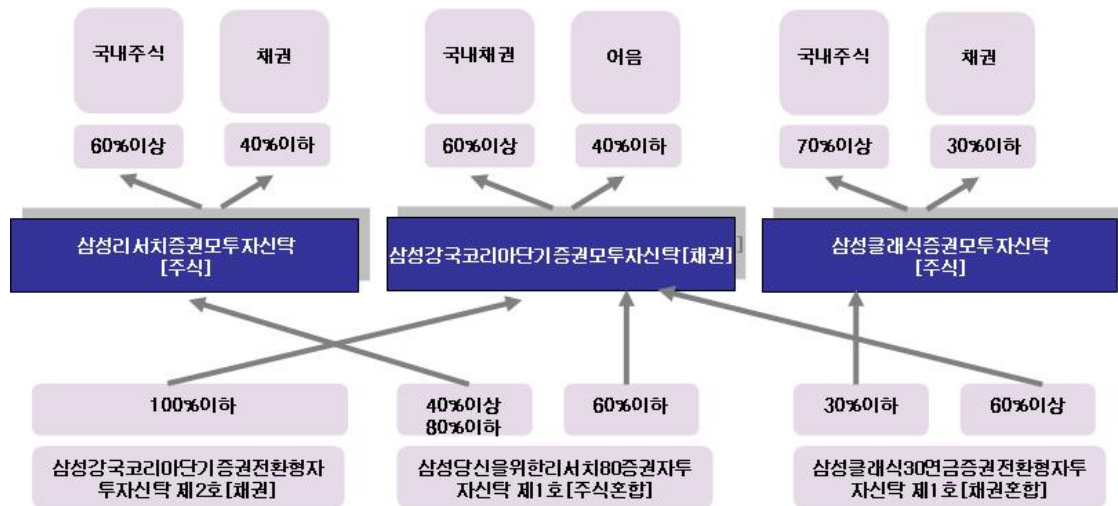 국내주식
채권
국내채권
어음
국내주식
채권
60%이상
40%이하
60%이상
40%이하
70%이상
30%이하
삼성리서치증권모투자신탁
[주식]
삼성강국코리아단기증권모투자신탁[채권]
삼성클래식증권모투자신탁
[주식]
100%이하
40%이상
80%이하
60%이하
30%이하
60%이상
삼성강국코리아단기증권전환형자
투자신탁 제2호[채권]
삼성당신을위한리서치80증권자투
자신탁 제1호[주식혼합]
삼성클래식30연금증권전환형자투
자신탁 제1호[채권혼합]